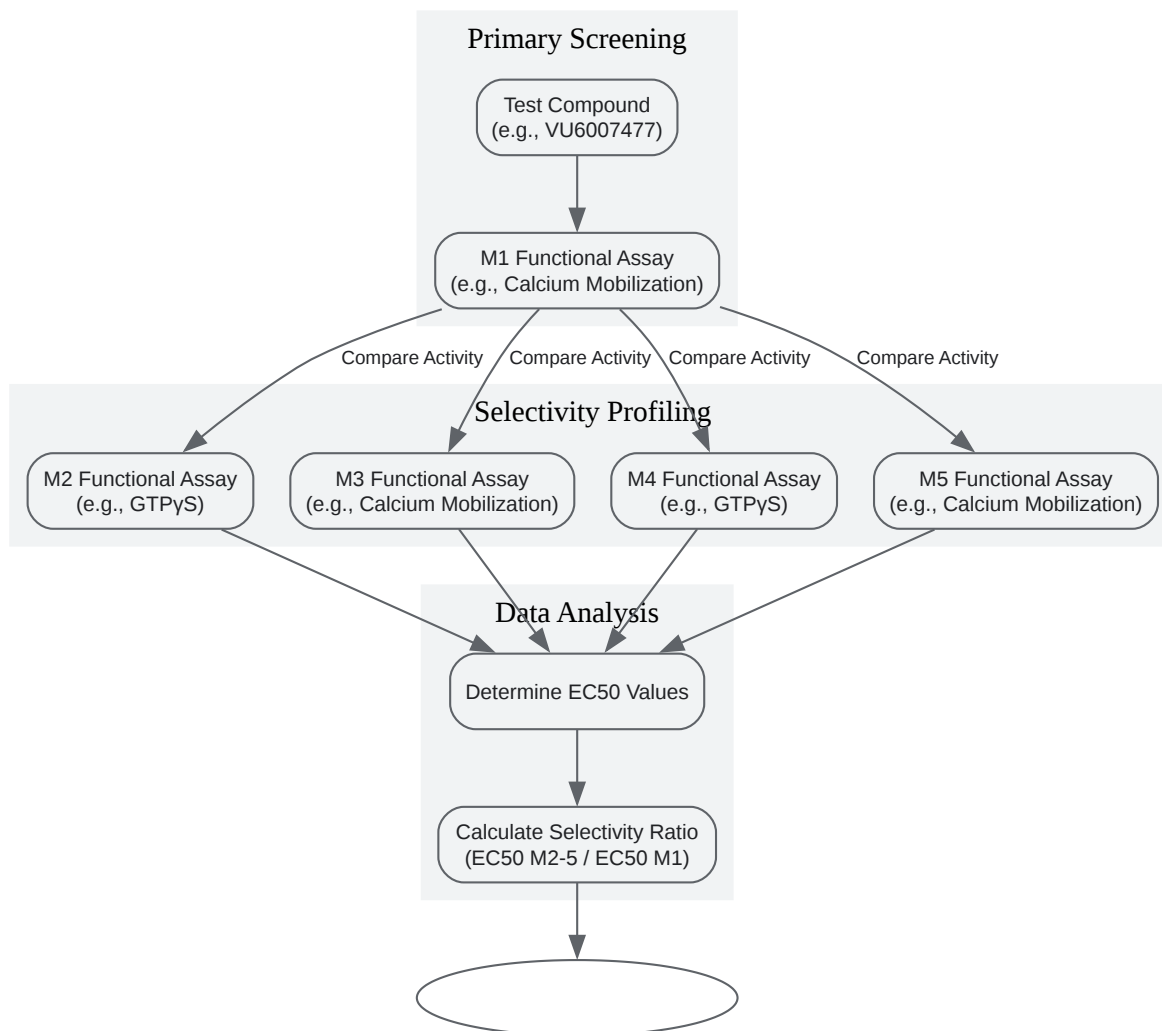 Primary Screening
Test Compound
(e.g., VU6007477)
M1 Functional Assay
(e.g., Calcium Mobilization)
Compare Activity
Compare Activity
Compare Activity
Compare Activity
Selectivity Profiling
M2 Functional Assay
(e.g., GTPγS)
M3 Functional Assay
(e.g., Calcium Mobilization)
M4 Functional Assay
(e.g., GTPγS)
M5 Functional Assay
(e.g., Calcium Mobilization)
Data Analysis
Determine EC50 Values
Calculate Selectivity Ratio
(EC50 M2-5 / EC50 M1)